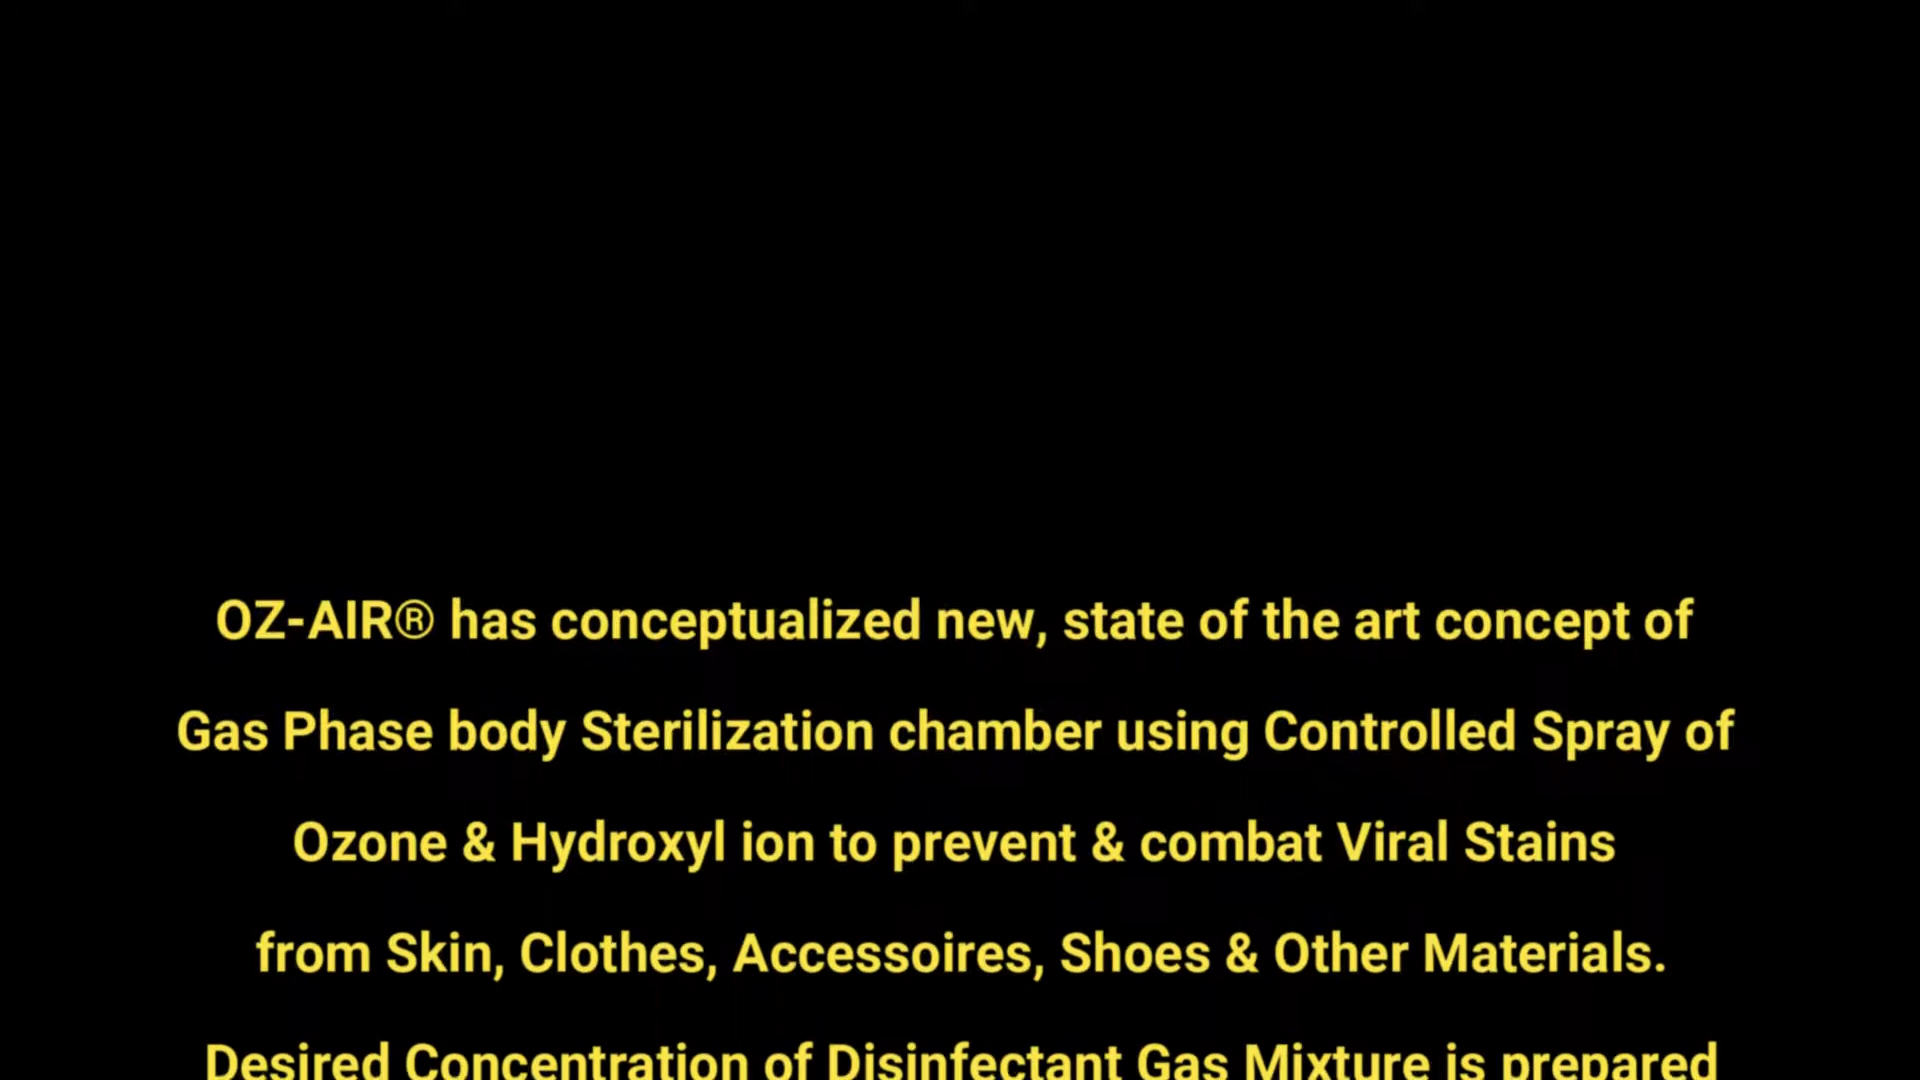 OZ-AIR® has conceptualized new, state of the art concept of
Gas Phase body Sterilization chamber using Controlled Spray of
Ozone & Hydroxyl ion to prevent & combat Viral Stains
from Skin, Clothes, Accessoires, Shoes & Other Materials.
Desired Concentration of Disinfectant Gas Mixture is prepared